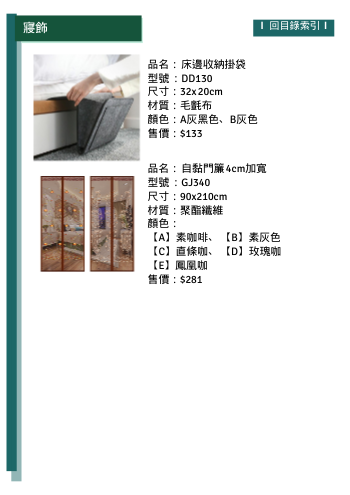 寢飾
回目錄索引
品名：床邊收納掛袋
型號：DD130
尺寸：32x20cm
材質：毛氈布
顏色：A灰黑色、B灰色
售價：$133
品名：自黏門簾4cm加寬
型號：GJ340
尺寸：90x210cm
材質：聚酯纖維
顏色：
【A】素咖啡、【B】素灰色
【C】直條咖、【D】玫瑰咖
【E】鳳凰咖
售價：$281